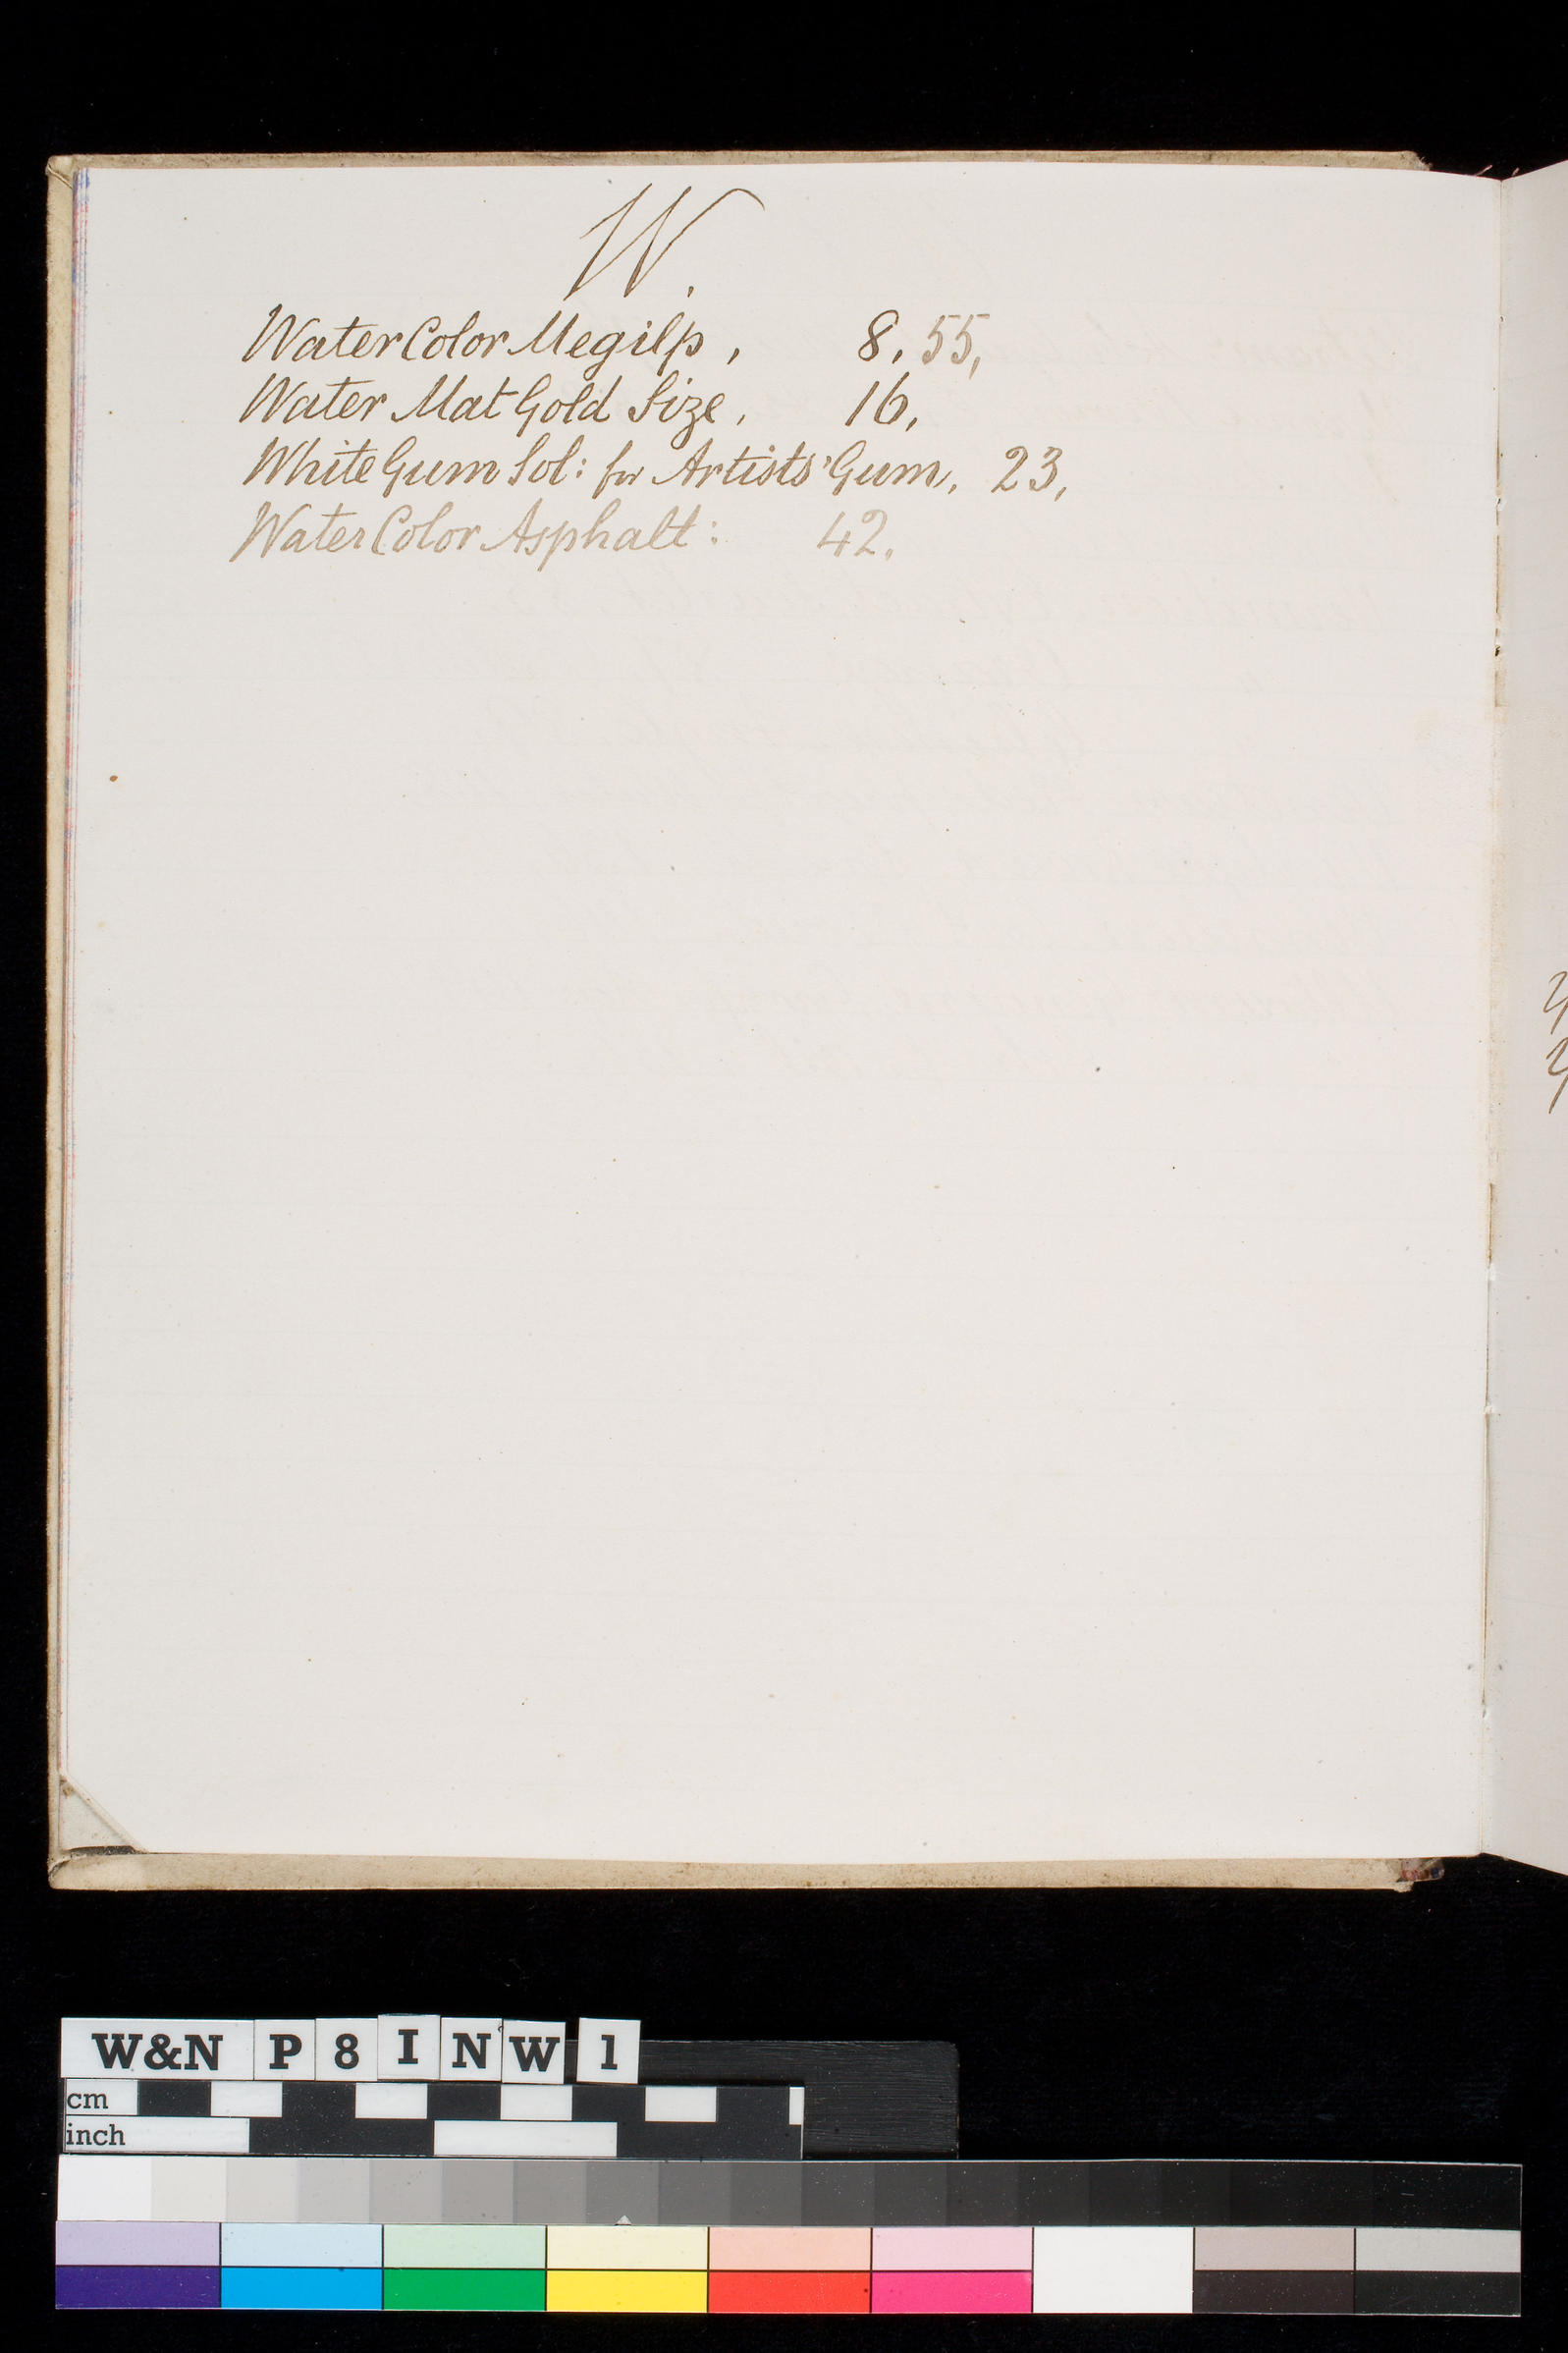 W.
Water Color Megilp, 8, 55,
Water Mat Gold Size, 16,
White Gum Sol: for Artists' Gum, 23,
Water Color Asphalt: 42.
W&N P 8 I N W 1
cm
inch